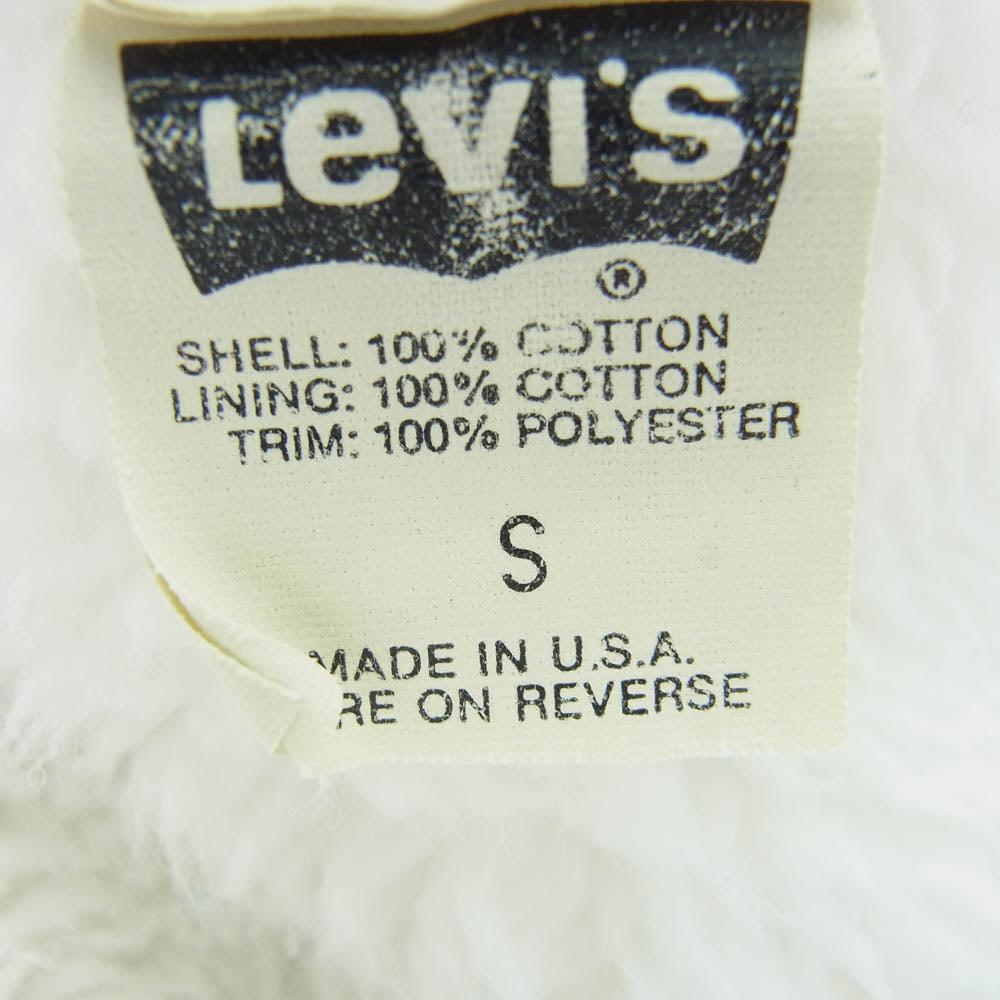 Levi's
®
SHELL: 100% COTTON
LINING: 100% COTTON
TRIM: 100% POLYESTER
S
MADE IN U.S.A.
RE ON REVERSE